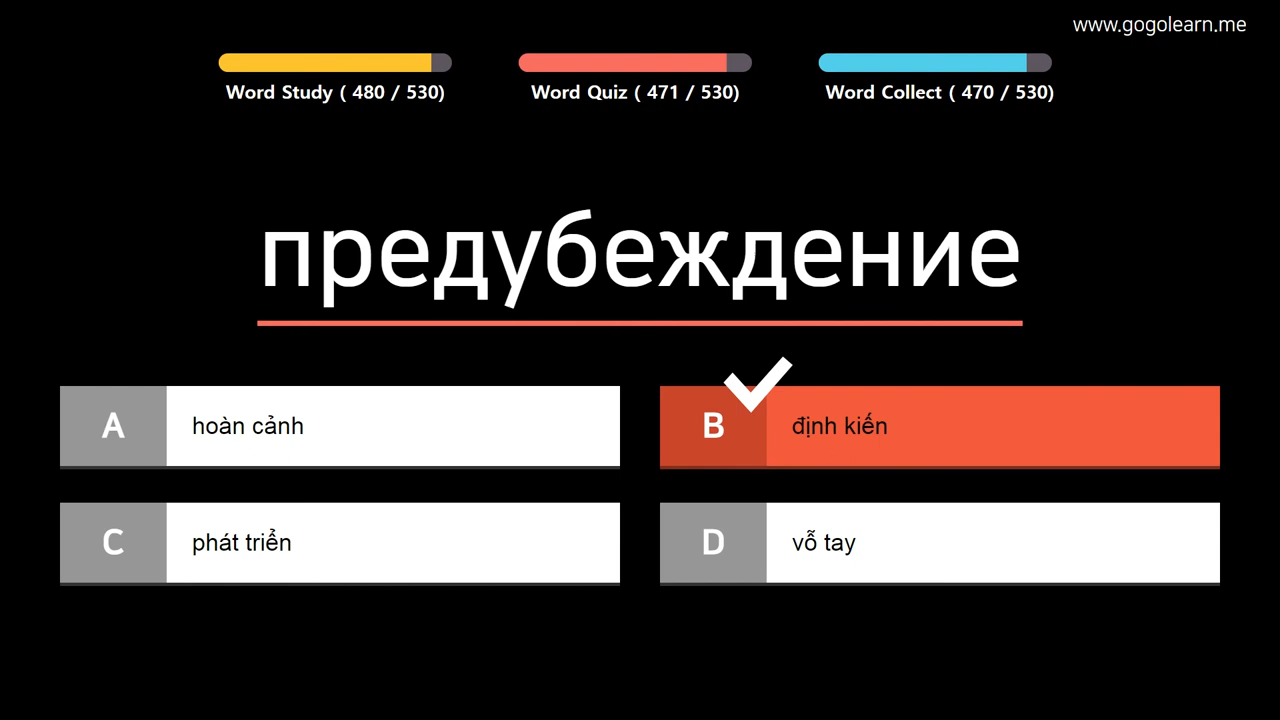 www.gogolearn.me
Word Study ( 480 / 530)
Word Quiz ( 471 / 530)
Word Collect ( 470 / 530)
предубеждение
A hoàn cảnh
B định kiến
C phát triển
D vỗ tay